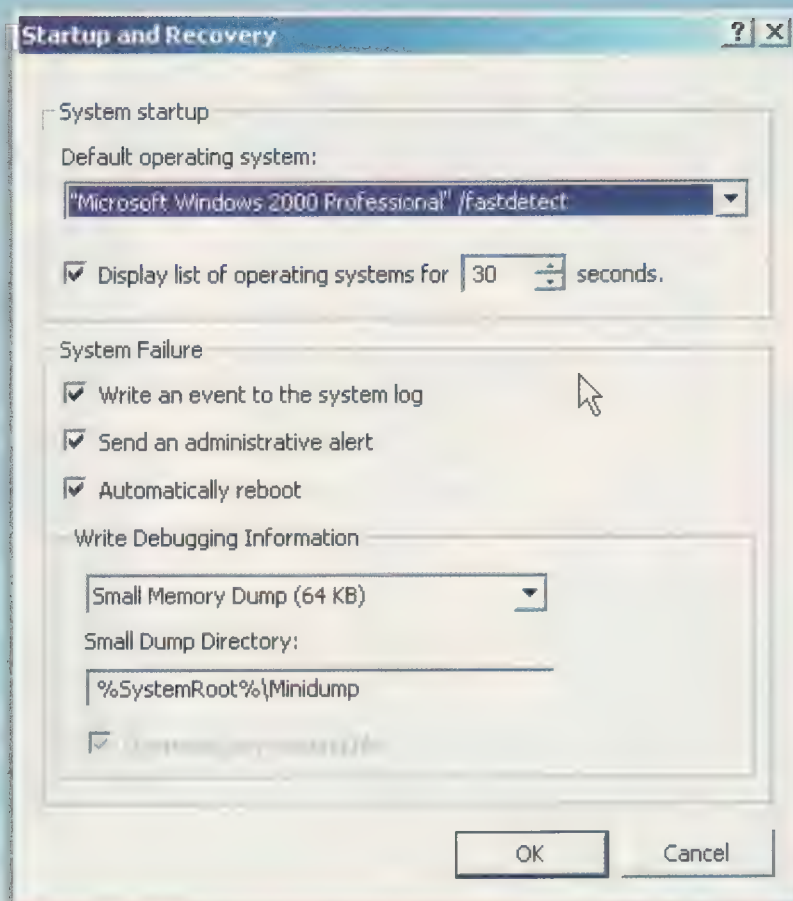 Startup and Recovery
System startup
Default operating system:
"Microsoft Windows 2000 Professional" /fastdetect
Display list of operating systems for 30 seconds.
System Failure
Write an event to the system log
Send an administrative alert
Automatically reboot
Write Debugging Information
Small Memory Dump (64 KB)
Small Dump Directory:
%SystemRoot%\Minidump
OK
Cancel